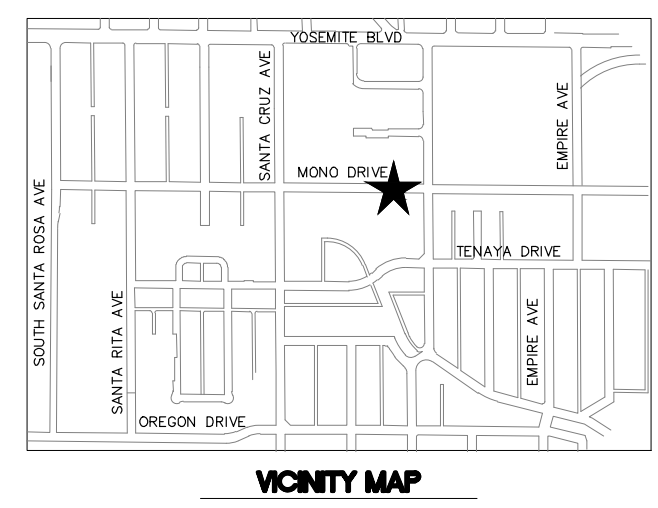 YOSEMITE BLVD
SANTA CRUZ AVE
EMPIRE AVE
MONO DRIVE
SOUTH SANTA ROSA AVE
TENAYA DRIVE
SANTA RITA AVE
EMPIRE AVE
OREGON DRIVE
VICINITY MAP